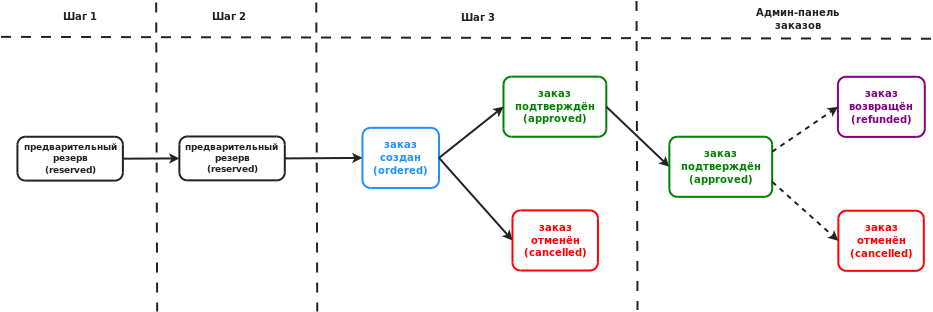 Шаг 1
Шаг 2
Шаг 3
Админ-панель
заказов
предварительный
резерв
(reserved)
предварительный
резерв
(reserved)
заказ
создан
(ordered)
заказ
подтверждён
(approved)
заказ
отменён
(cancelled)
заказ
подтверждён
(approved)
заказ
возвращён
(refunded)
заказ
отменён
(cancelled)